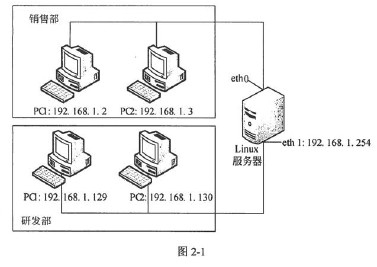 销售部
PC1: 192. 168. 1. 2
PC2: 192. 168. 1. 3
eth0
Linux
服务器
eth 1: 192. 168. 1. 254
PC1: 192. 168. 1. 129
PC2: 192. 168. 1. 130
研发部
图 2-1